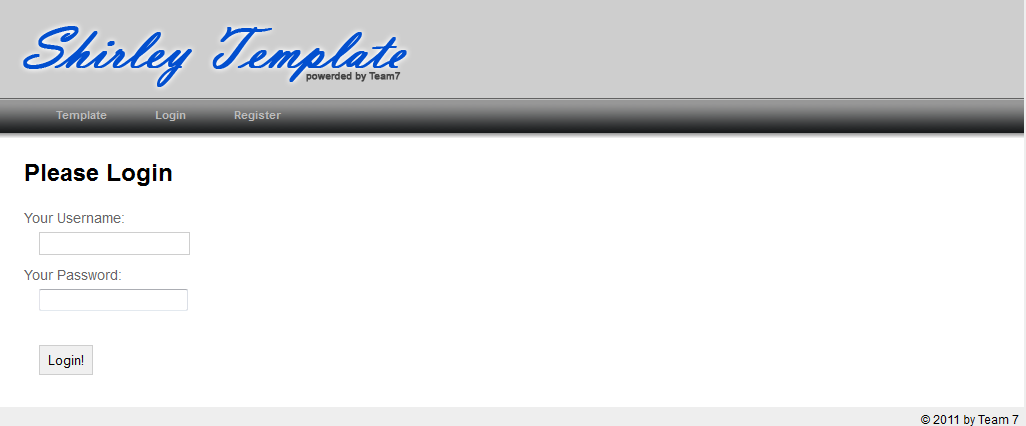 Shirley Template
powerded by Team7
Template Login Register
Please Login
Your Username:
Your Password:
Login!
© 2011 by Team 7